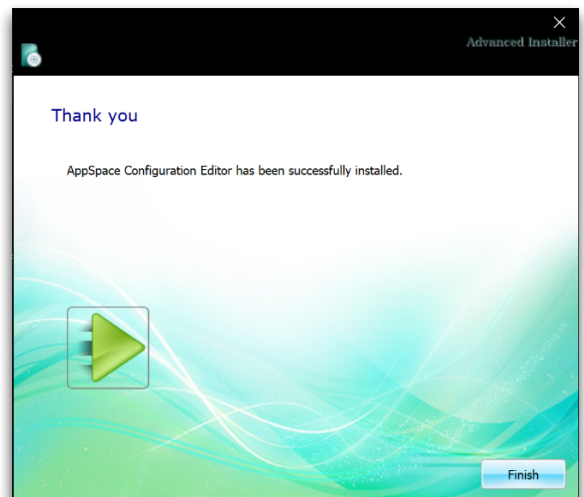 Advanced Installer
Thank you
AppSpace Configuration Editor has been successfully installed.
Finish